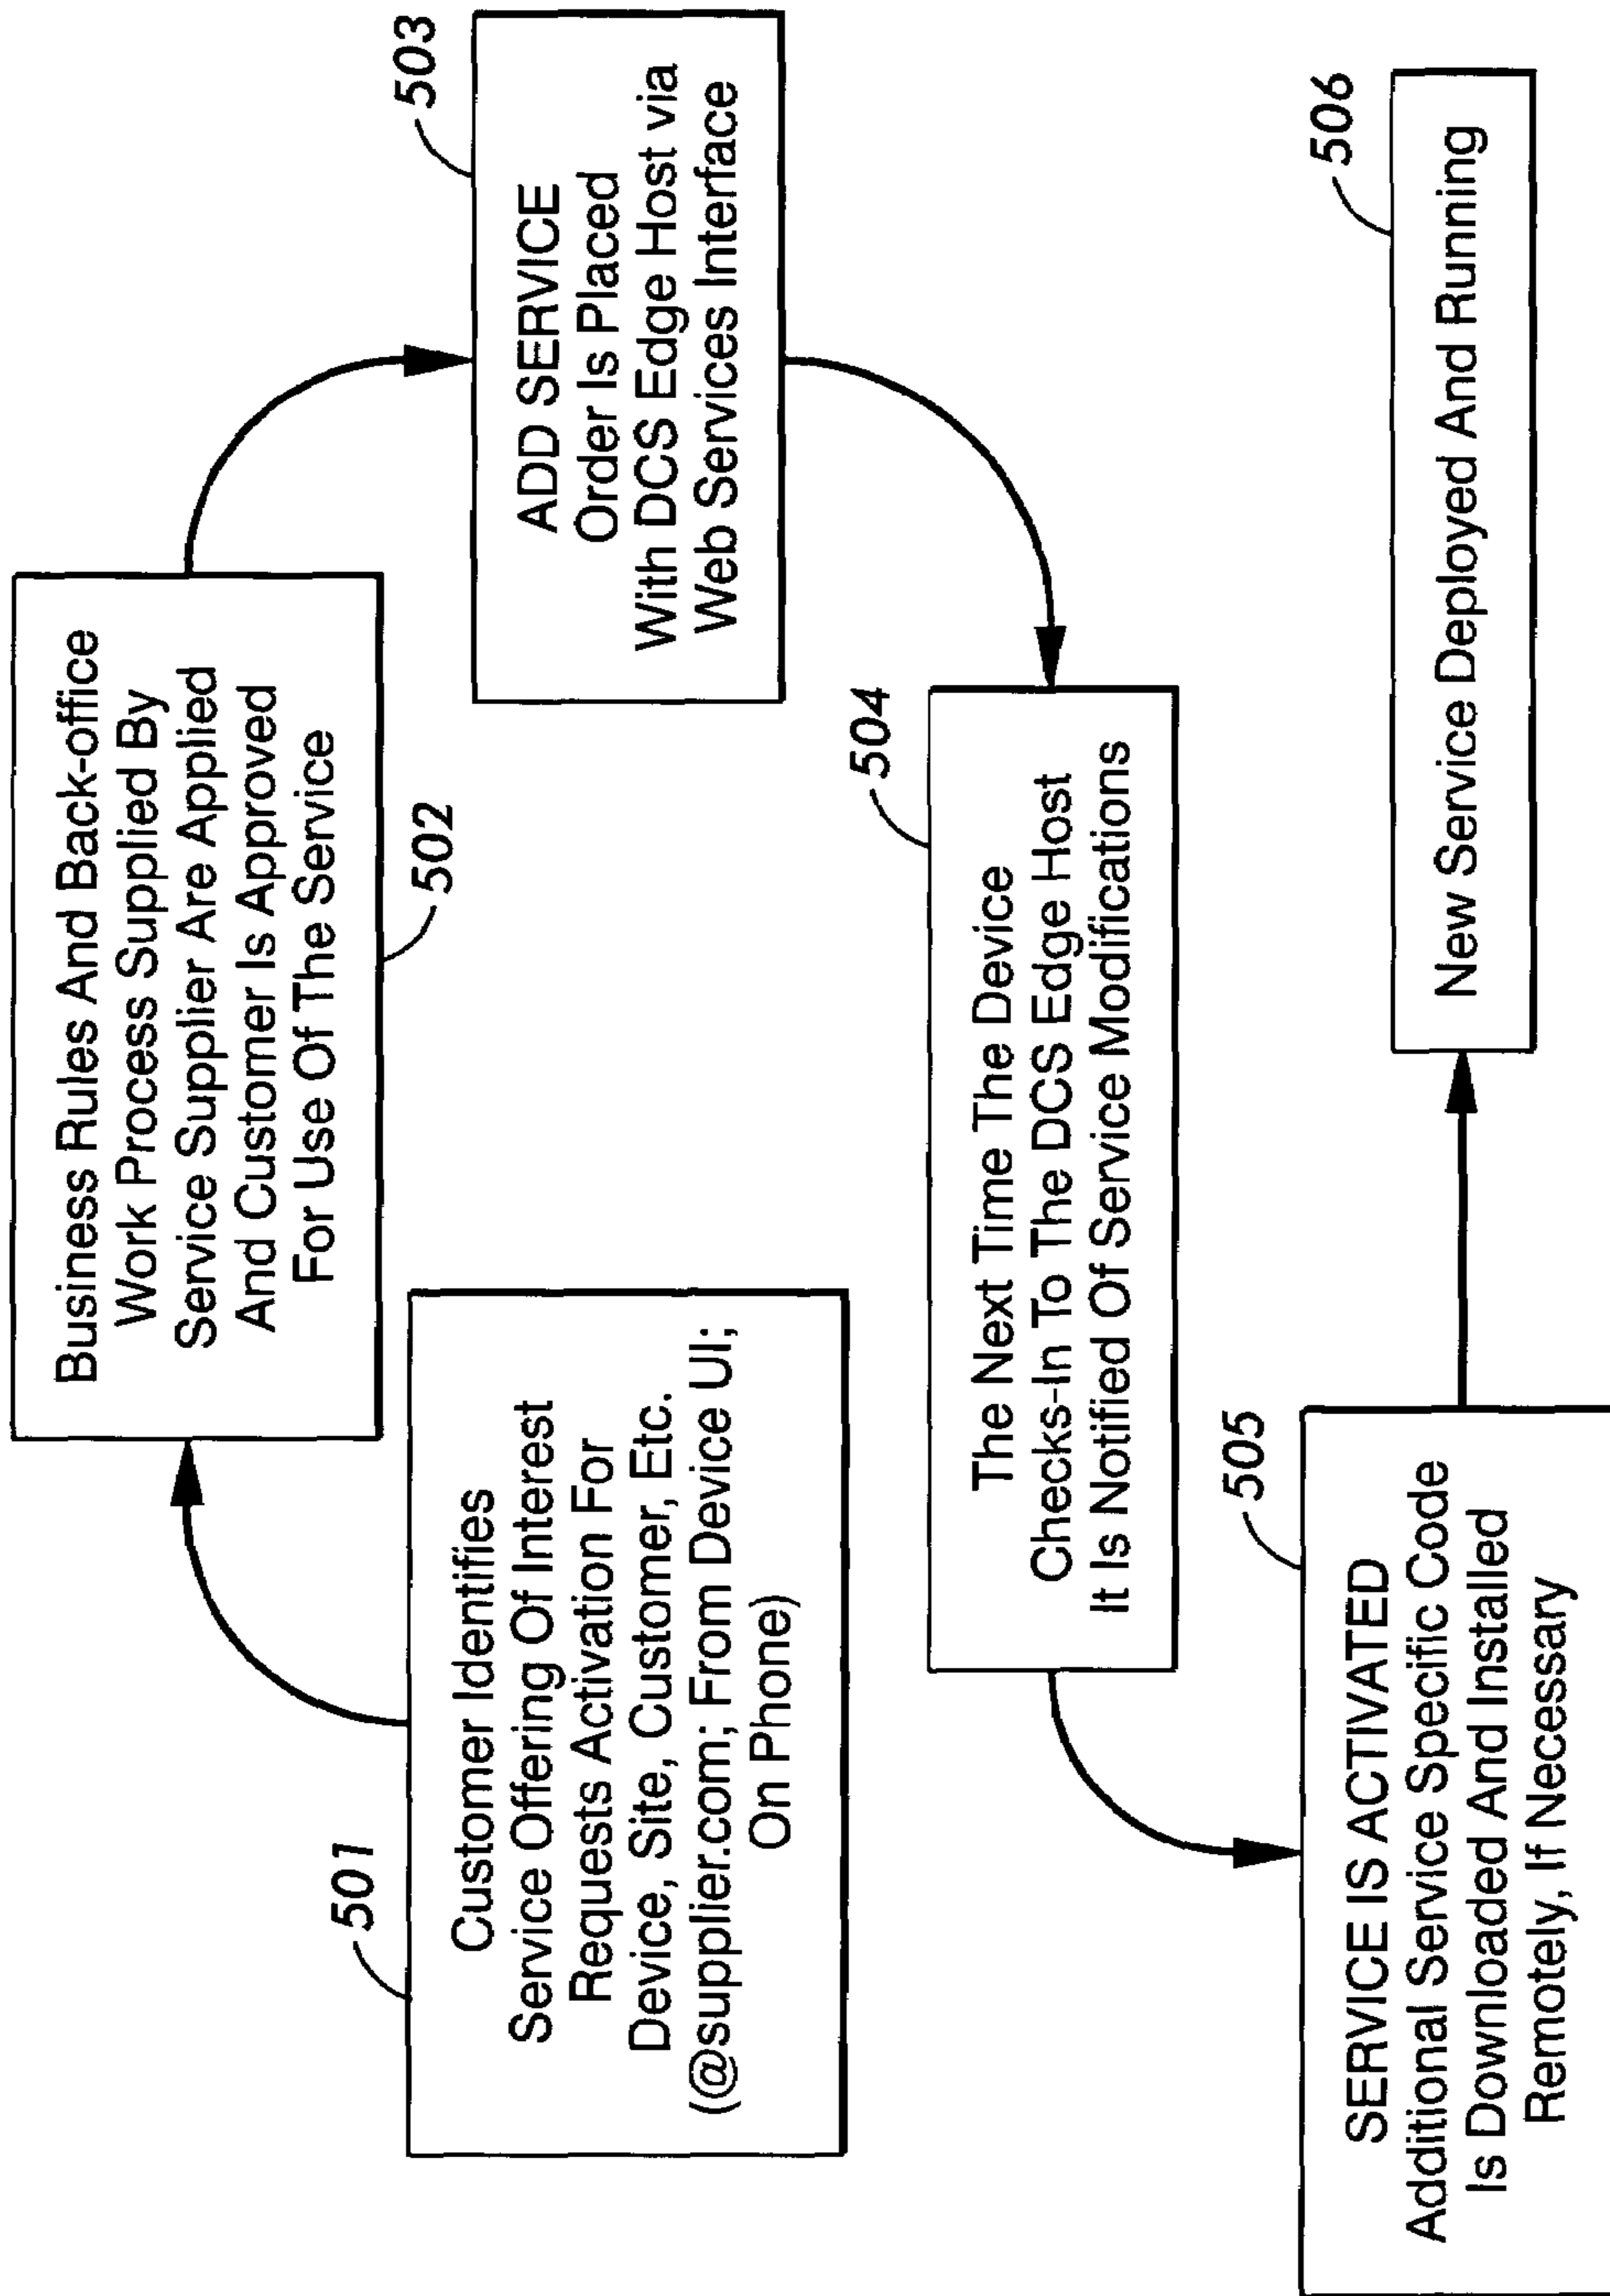 501
Customer Identifies
Service Offering Of Interest
Requests Activation For
Device, Site, Customer, Etc.
(@supplier.com; From Device UI;
On Phone)
Business Rules And Back-office
Work Process Supplied By
Service Supplier Are Applied
And Customer Is Approved
For Use Of The Service
502
503
ADD SERVICE
Order Is Placed
With DCS Edge Host via
Web Services Interface
504
The Next Time The Device
Checks-In To The DCS Edge Host
It Is Notified Of Service Modifications
505
SERVICE IS ACTIVATED
Additional Service Specific Code
Is Downloaded And Installed
Remotely, If Necessary
506
New Service Deployed And Running